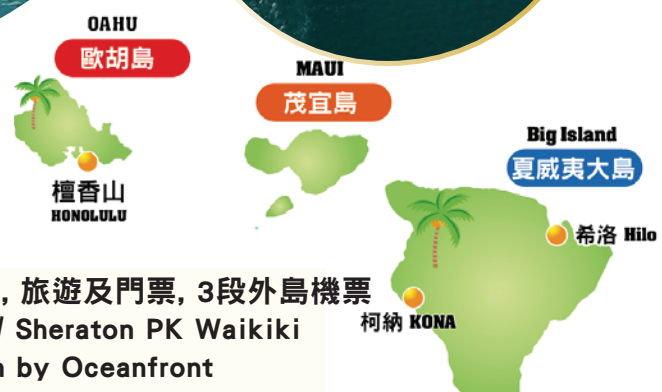 OAHU
歐胡島
檀香山
HONOLULU
MAUI
茂宜島
Big Island
夏威夷大島
希洛 Hilo
柯納 KONA
, 旅遊及門票, 3段外島機票
Sheraton PK Waikiki
by Oceanfront